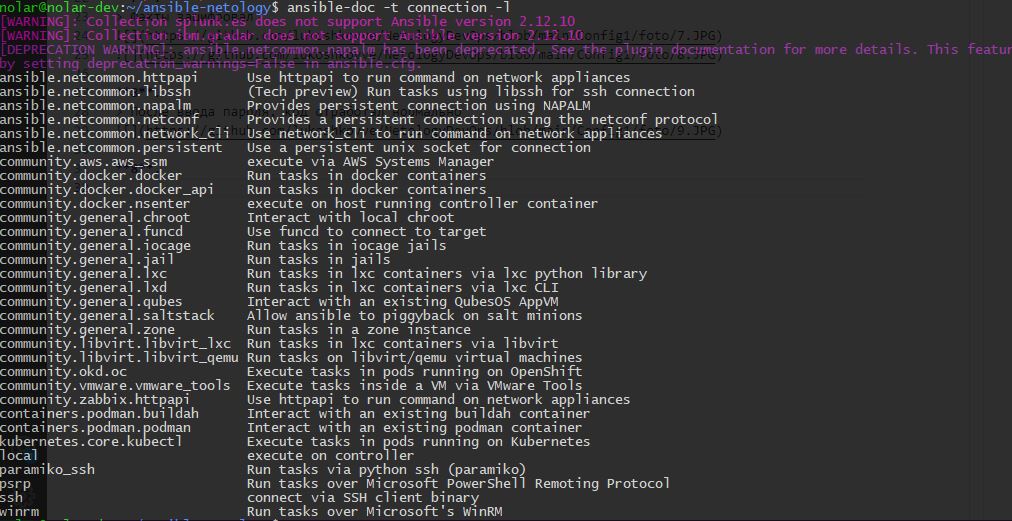 nolar@nolar-dev:~/ansible-netology$ ansible-doc -t connection -l
[WARNING]: Collection splunk.es does not support Ansible version 2.12.10
[WARNING]: Collection ibm.qradar does not support Ansible version 2.12.10
[DEPRECATION WARNING]: ansible.netcommon.napalm has been deprecated. See the plugin documentation for more details. This featur
by setting deprecation_warnings=False in ansible.cfg.
ansible.netcommon.httpapi Use httpapi to run command on network appliances
ansible.netcommon.libssh (Tech preview) Run tasks using libssh for ssh connection
ansible.netcommon.napalm Provides persistent connection using NAPALM
ansible.netcommon.netconf Provides a persistent connection using the netconf protocol
ansible.netcommon.network_cli Use network_cli to run command on network appliances
ansible.netcommon.persistent Use a persistent unix socket for connection
community.aws.aws_ssm execute via AWS Systems Manager
community.docker.docker Run tasks in docker containers
community.docker.docker_api Run tasks in docker containers
community.docker.nsenter execute on host running controller container
community.general.chroot Interact with local chroot
community.general.funcd Use funcd to connect to target
community.general.iocage Run tasks in iocage jails
community.general.jail Run tasks in jails
community.general.lxc Run tasks in lxc containers via lxc python library
community.general.lxd Run tasks in lxc containers via lxc CLI
community.general.qubes Interact with an existing QubesOS AppVM
community.general.saltstack Allow ansible to piggyback on salt minions
community.general.zone Run tasks in a zone instance
community.libvirt.libvirt_lxc Run tasks in lxc containers via libvirt
community.libvirt.libvirt_qemu Run tasks on libvirt/qemu virtual machines
community.okd.oc Execute tasks in pods running on OpenShift
community.vmware.vmware_tools Execute tasks inside a VM via VMware Tools
community.zabbix.httpapi Use httpapi to run command on network appliances
containers.podman.buildah Interact with an existing buildah container
containers.podman.podman Interact with an existing podman container
kubernetes.core.kubectl Execute tasks in pods running on Kubernetes
local execute on controller
paramiko_ssh Run tasks via python ssh (paramiko)
psrp Run tasks over Microsoft PowerShell Remoting Protocol
ssh connect via SSH client binary
winrm Run tasks over Microsoft's WinRM